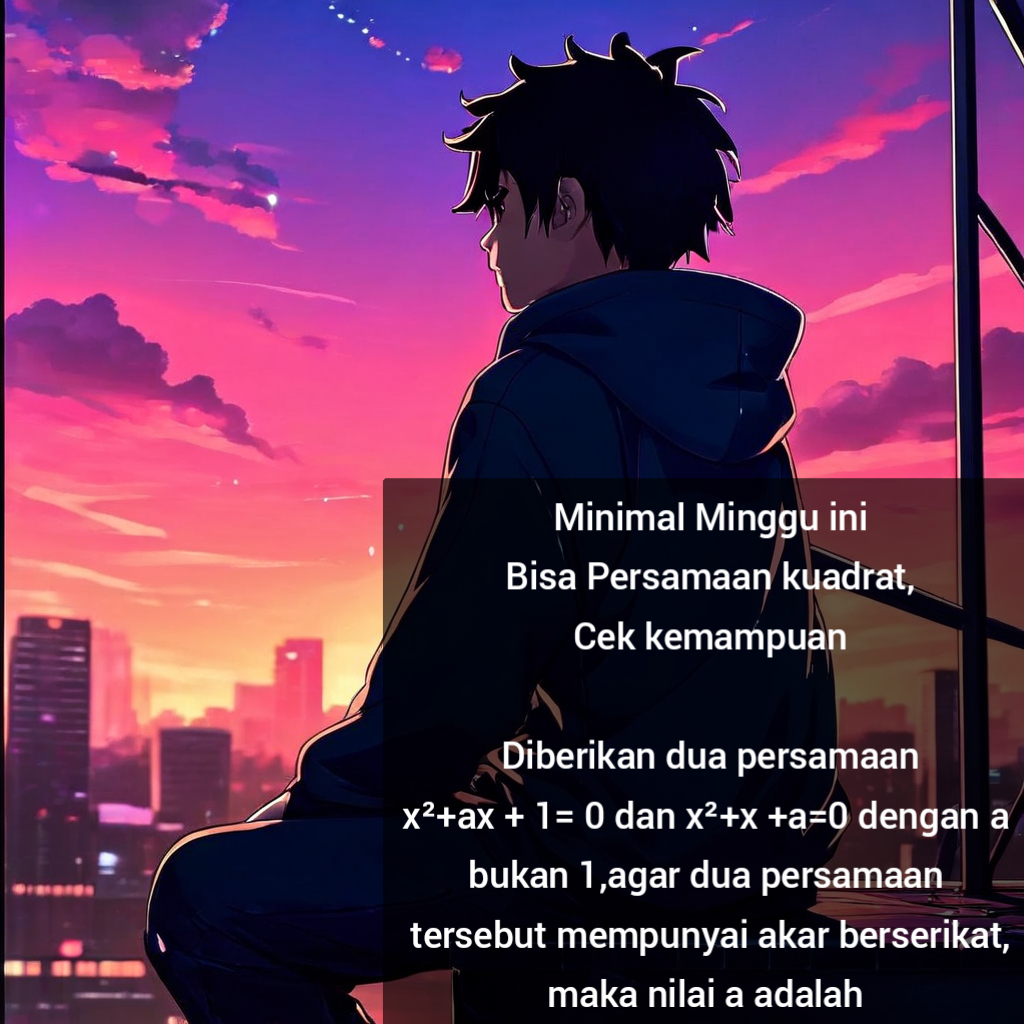 Minimal Minggu ini
Bisa Persamaan kuadrat,
Cek kemampuan
Diberikan dua persamaan
x²+ax + 1= 0 dan x²+x +a=0 dengan a
bukan 1,agar dua persamaan
tersebut mempunyai akar berserikat,
maka nilai a adalah